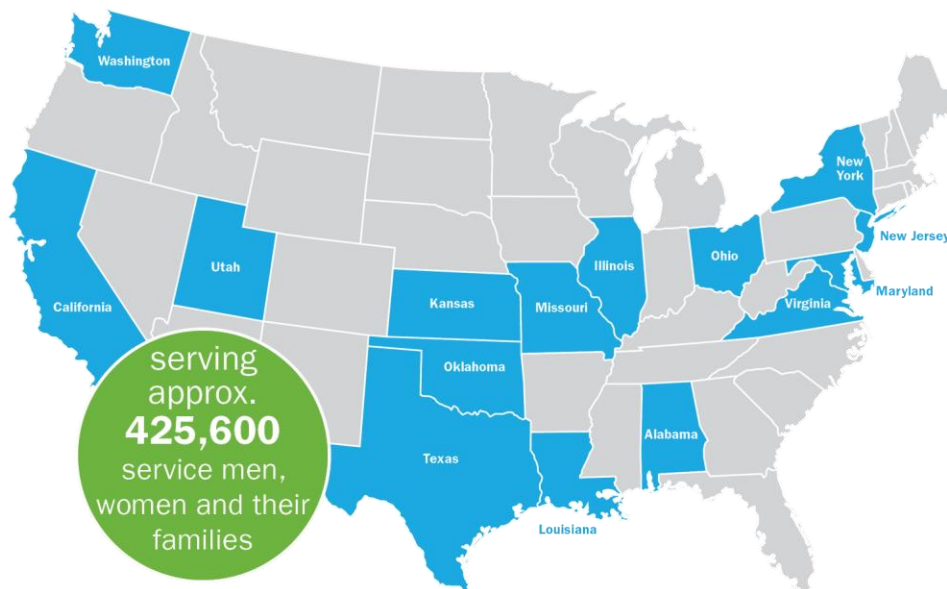 Washington
New
York
New Jersey
Ohio
Illinois
Utah
Maryland
Kansas
Missouri
Virginia
California
serving
approx.
425,600
service men,
women and their
families
Oklahoma
Alabama
Texas
Louisiana